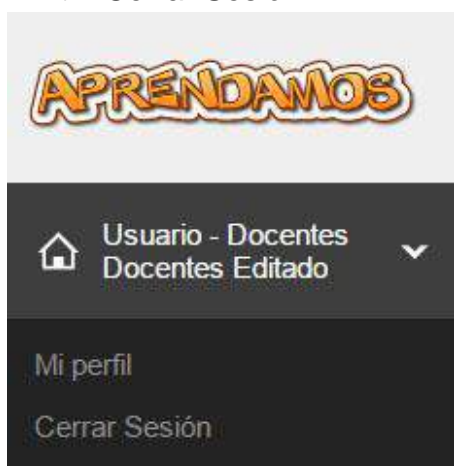 APRENDAMOS
Usuario - Docentes
Docentes Editado
Mi perfil
Cerrar Sesión